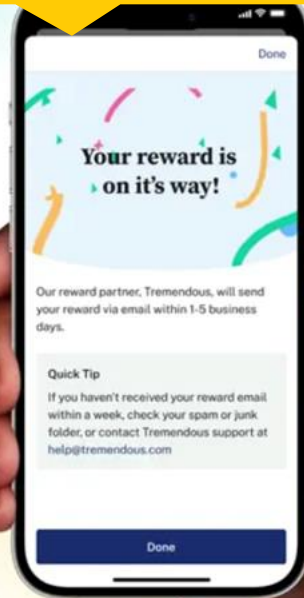 Done
Your reward is
on it's way!
Our reward partner, Tremendous, will send
your reward via email within 1-5 business
days.
Quick Tip
If you haven't received your reward email
within a week, check your spam or junk
folder, or contact Tremendous support at
help@tremendous.com
Done